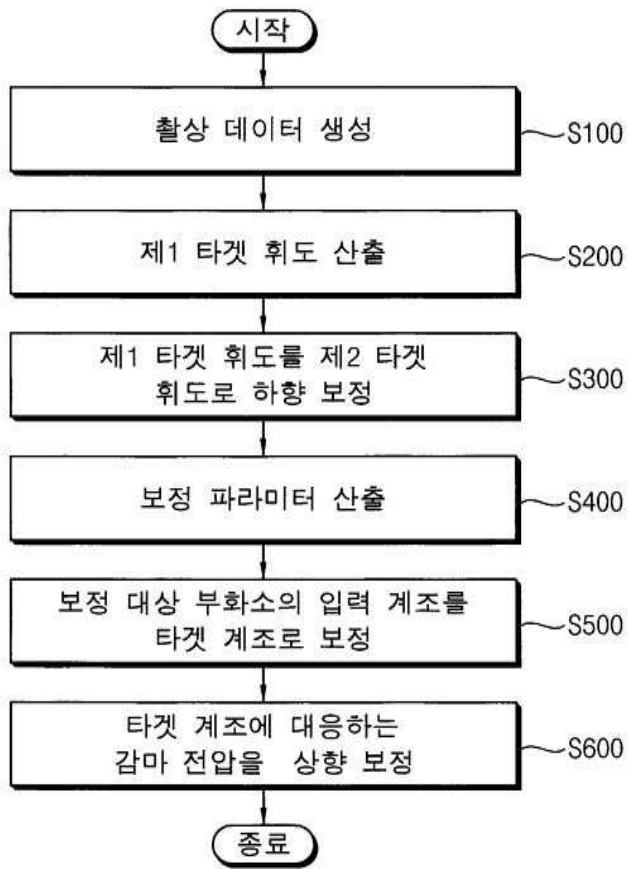 시작
촬상 데이터 생성
S100
제1 타겟 휘도 산출
S200
제1 타겟 휘도를 제2 타겟
휘도로 하향 보정
S300
보정 파라미터 산출
S400
보정 대상 부화소의 입력 계조를
타겟 계조로 보정
S500
타겟 계조에 대응하는
감마 전압을 상향 보정
S600
종료